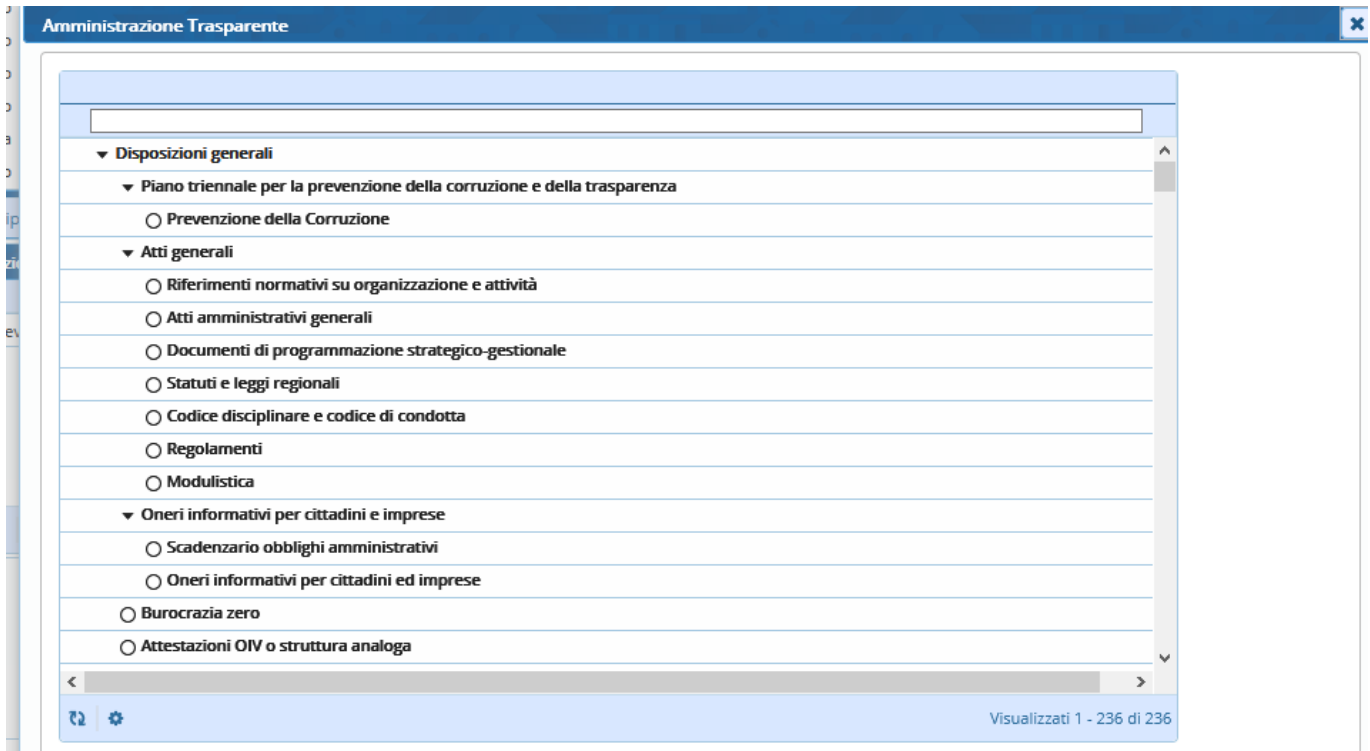 Amministrazione Trasparente
Disposizioni generali
Piano triennale per la prevenzione della corruzione e della trasparenza
Prevenzione della Corruzione
Atti generali
Riferimenti normativi su organizzazione e attività
Atti amministrativi generali
Documenti di programmazione strategico-gestionale
Statuti e leggi regionali
Codice disciplinare e codice di condotta
Regolamenti
Modulistica
Oneri informativi per cittadini e imprese
Scadenzario obblighi amministrativi
Oneri informativi per cittadini ed imprese
Burocrazia zero
Attestazioni OIV o struttura analoga
Visualizzati 1 - 236 di 236